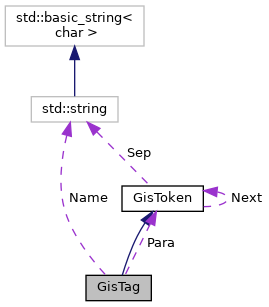 std::basic_string<
char >
std::string
Sep
GisToken
Name
Next
Para
GisTag